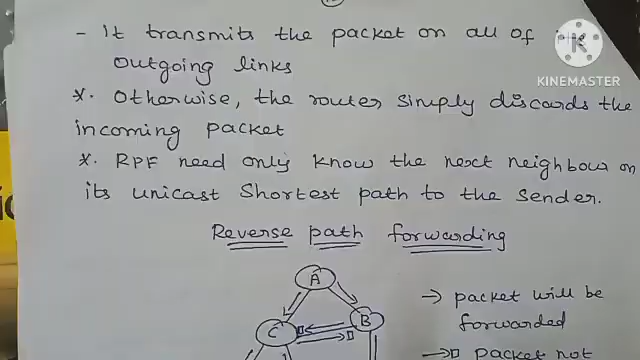 - It transmits the packet on all of its
outgoing links
KINEMASTER
*. Otherwise, the router simply discards the
incoming packet
*. RPF need only know the next neighbour on
its unicast shortest path to the sender.
Reverse path forwarding
A
→ packet will be
forwarded
C
B
packet not